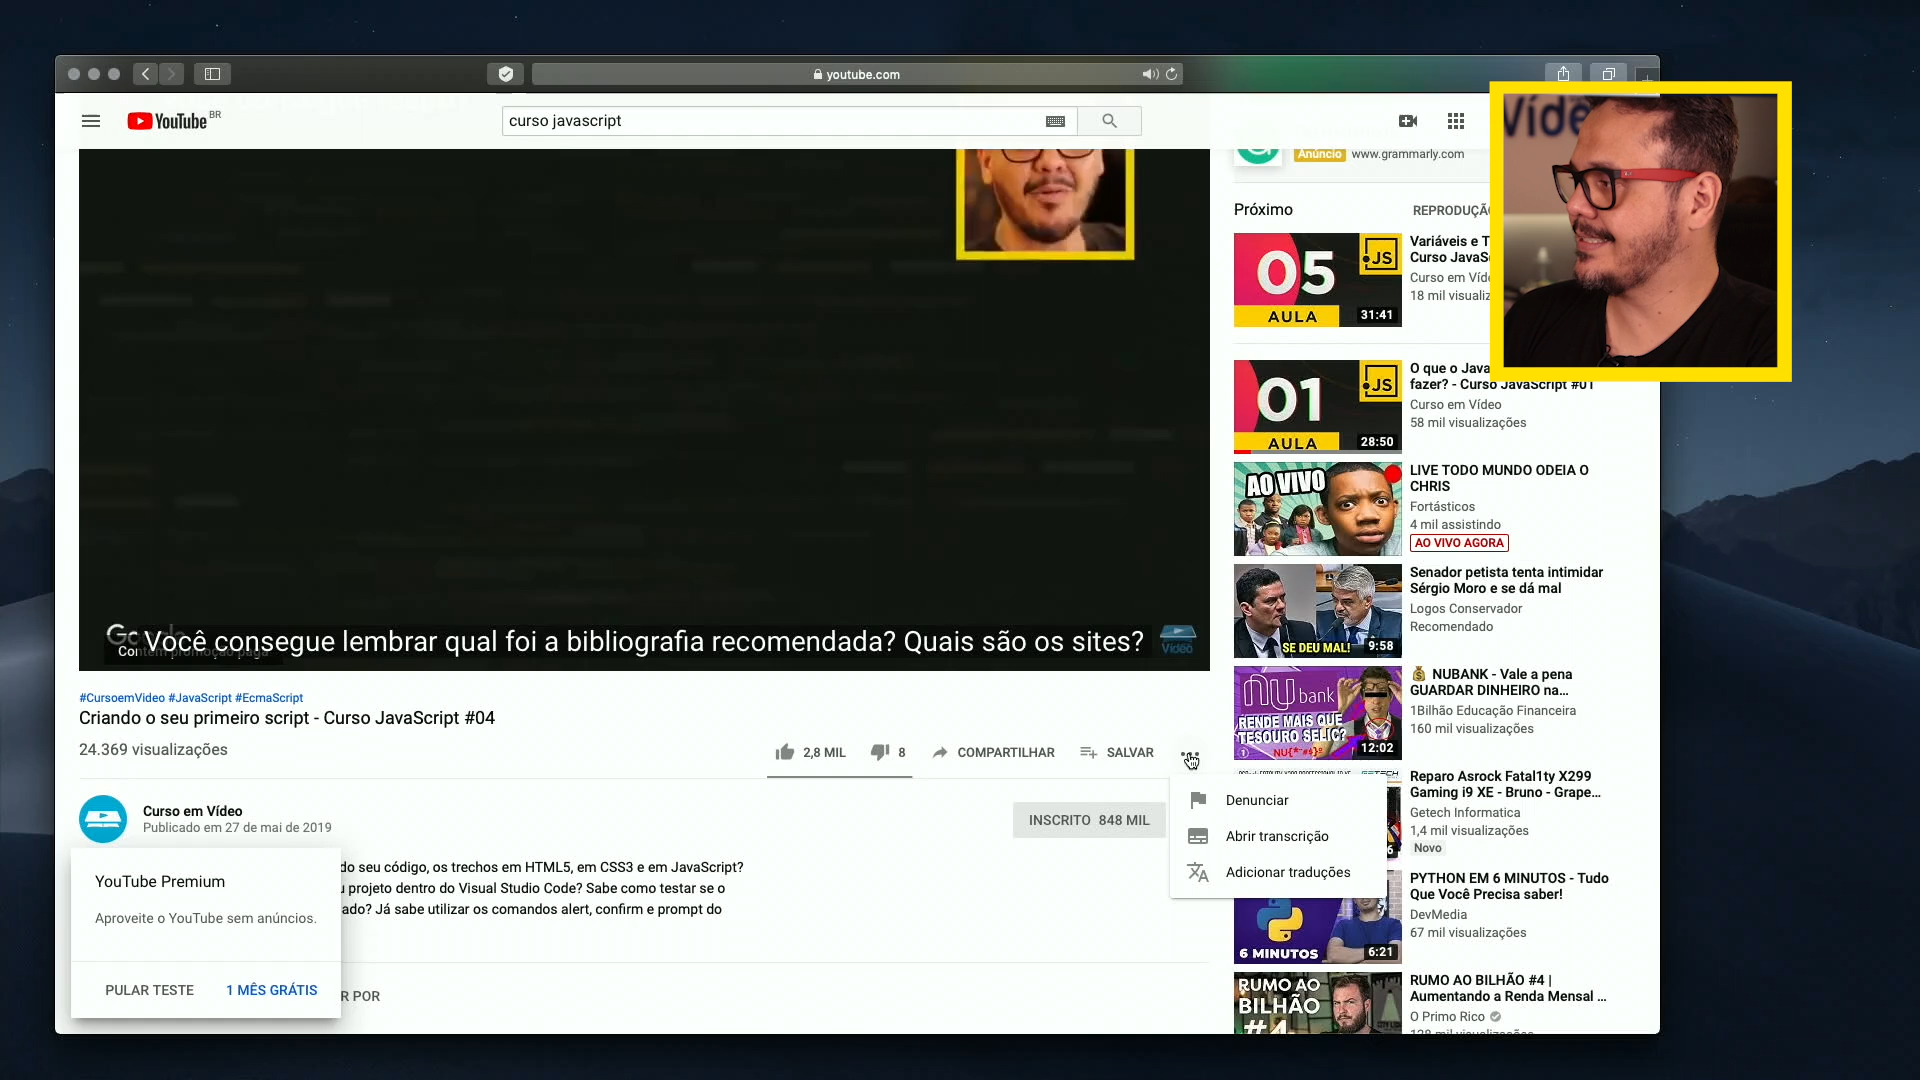 youtube.com
YouTube BR
curso javascript
Vídeo
Anúncio www.grammarly.com
Próximo
REPRODUÇÃ
05
JS
AULA
31:41
Variáveis e T
Curso JavaS
Curso em Víde
18 mil visualiz
01
JS
AULA
28:50
O que o Java
fazer? - Curso JavaScript #01
Curso em Vídeo
58 mil visualizações
AO VIVO
LIVE TODO MUNDO ODEIA O
CHRIS
Fortásticos
4 mil assistindo
AO VIVO AGORA
SE DEU MAL!
9:58
Senador petista tenta intimidar
Sérgio Moro e se dá mal
Logos Conservador
Recomendado
NU bank
RENDE MAIS QUE
TESOURO SELIC?
12:02
NUBANK - Vale a pena
GUARDAR DINHEIRO na...
1Bilhão Educação Financeira
160 mil visualizações
Reparo Asrock Fatal1ty X299
Gaming i9 XE - Bruno - Grape...
Getech Informatica
1,4 mil visualizações
Novo
6 MINUTOS
6:21
PYTHON EM 6 MINUTOS - Tudo
Que Você Precisa saber!
DevMedia
67 mil visualizações
RUMO AO
BILHÃO
#4
RUMO AO BILHÃO #4 |
Aumentando a Renda Mensal ...
O Primo Rico
Você consegue lembrar qual foi a bibliografia recomendada? Quais são os sites?
#CursoemVideo #JavaScript #EcmaScript
Criando o seu primeiro script - Curso JavaScript #04
24.369 visualizações
2,8 MIL
8
COMPARTILHAR
SALVAR
Denunciar
Abrir transcrição
Adicionar traduções
Curso em Vídeo
Publicado em 27 de mai de 2019
INSCRITO 848 MIL
do seu código, os trechos em HTML5, em CSS3 e em JavaScript?
u projeto dentro do Visual Studio Code? Sabe como testar se o
ado? Já sabe utilizar os comandos alert, confirm e prompt do
YouTube Premium
Aproveite o YouTube sem anúncios.
PULAR TESTE
1 MÊS GRÁTIS
R POR